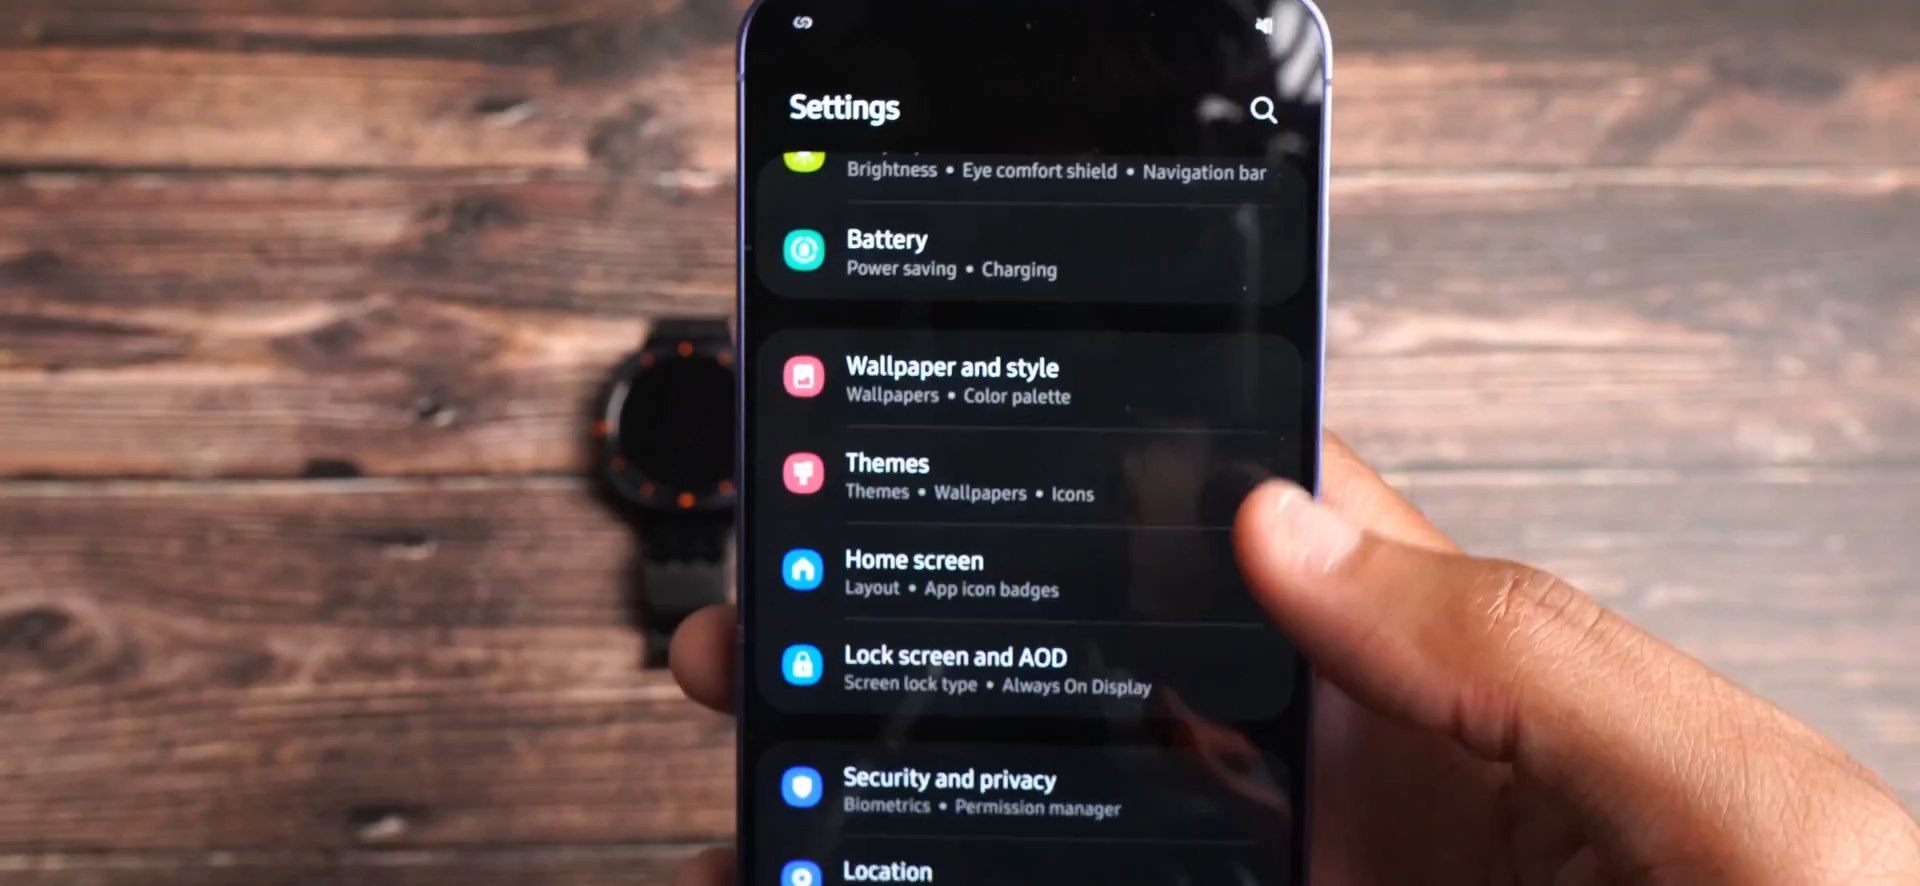 Settings
Brightness • Eye comfort shield • Navigation bar
Battery
Power saving • Charging
Wallpaper and style
Wallpapers • Color palette
Themes
Themes • Wallpapers • Icons
Home screen
Layout • App icon badges
Lock screen and AOD
Screen lock type • Always On Display
Security and privacy
Biometrics • Permission manager
Location